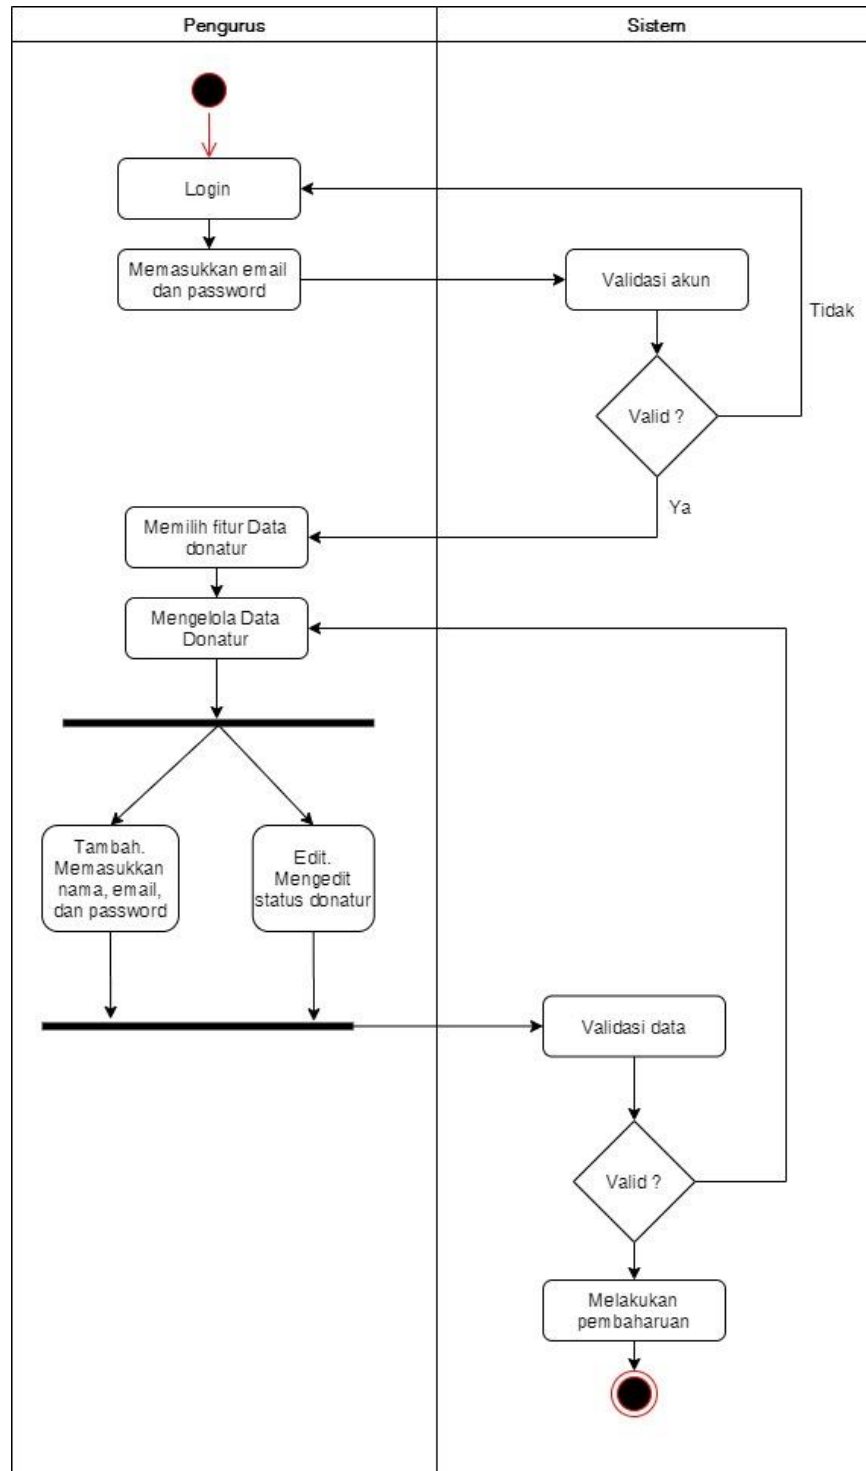 Pengurus
Sistem
Login
Memasukkan email
dan password
Validasi akun
Tidak
Valid ?
Ya
Memilih fitur Data
donatur
Mengelola Data
Donatur
Tambah.
Memasukkan
nama, email,
dan password
Edit.
Mengedit
status donatur
Validasi data
Valid ?
Melakukan
pembaharuan